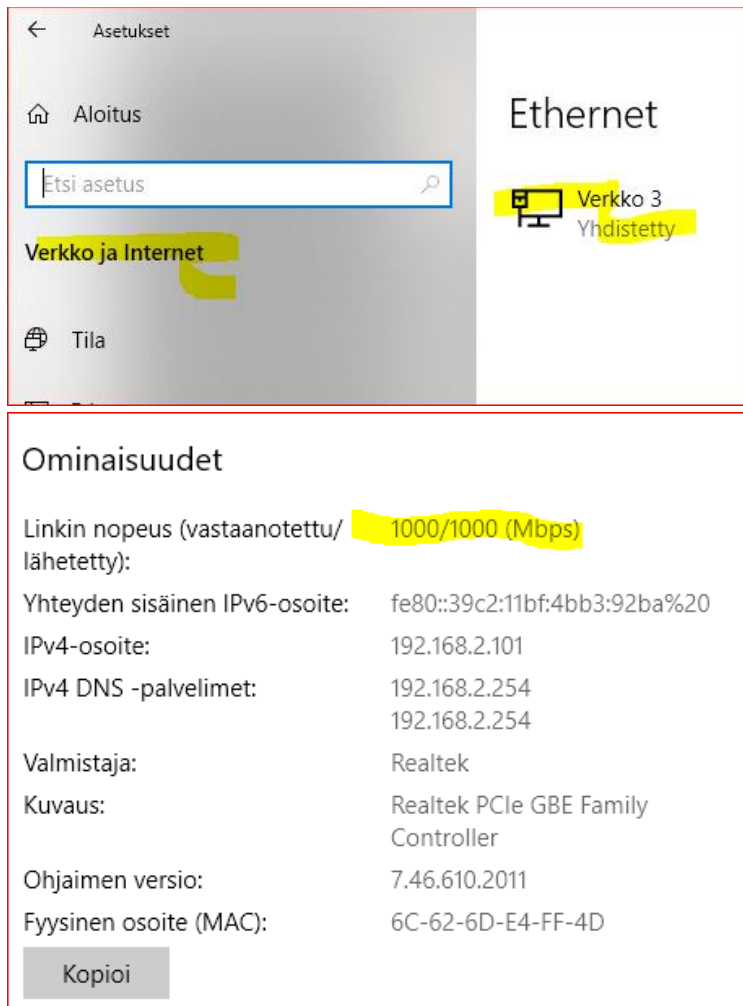 Asetukset
Aloitus
Etsi asetus
Verkko ja Internet
Tila
Ethernet
Verkko 3
Yhdistetty
Ominaisuudet
Linkin nopeus (vastaanotettu/ 1000/1000 (Mbps)
lähetetty):
Yhteyden sisäinen IPv6-osoite: fe80::39c2:11bf:4bb3:92ba%20
IPv4-osoite: 192.168.2.101
IPv4 DNS -palvelimet: 192.168.2.254
192.168.2.254
Valmistaja: Realtek
Kuvaus: Realtek PCIe GBE Family
Controller
Ohjaimen versio: 7.46.610.2011
Fyysinen osoite (MAC): 6C-62-6D-E4-FF-4D
Kopioi